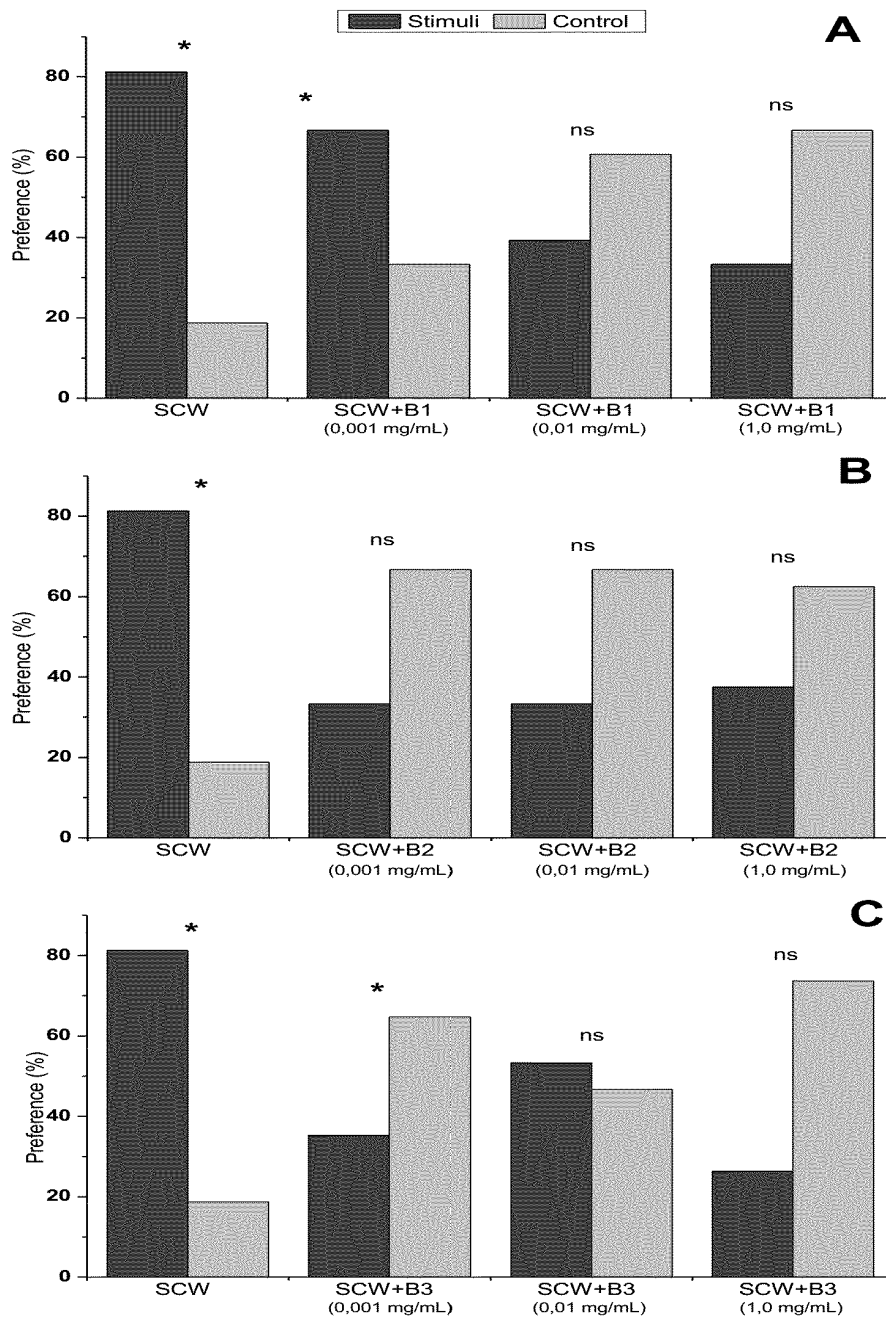 Stimuli Control
A
*
*
ns
ns
80
60
40
20
0
Preference (%)
SCW SCW+B1 SCW+B1 SCW+B1
(0,001 mg/mL) (0,01 mg/mL) (1,0 mg/mL)
B
*
ns
ns
ns
80
60
40
20
0
Preference (%)
SCW SCW+B2 SCW+B2 SCW+B2
(0,001 mg/mL) (0,01 mg/mL) (1,0 mg/mL)
C
*
*
ns
ns
80
60
40
20
0
Preference (%)
SCW SCW+B3 SCW+B3 SCW+B3
(0,001 mg/mL) (0,01 mg/mL) (1,0 mg/mL)